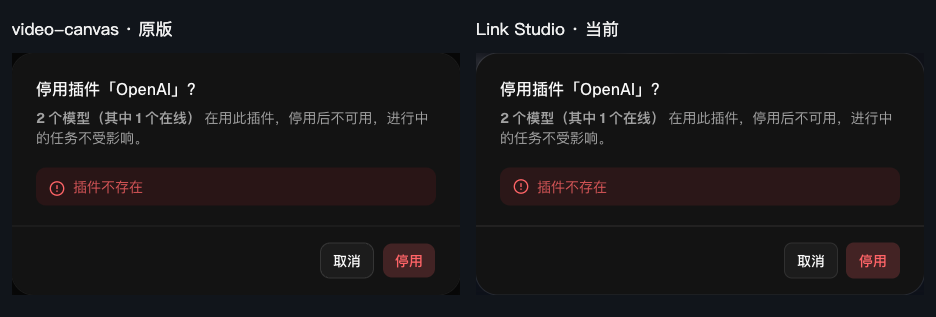 video-canvas · 原版
停用插件「OpenAI」?
2 个模型（其中 1 个在线） 在用此插件，停用后不可用，进行中
的任务不受影响。
插件不存在
取消 停用
Link Studio · 当前
停用插件「OpenAI」?
2 个模型（其中 1 个在线） 在用此插件，停用后不可用，进行中
的任务不受影响。
插件不存在
取消 停用